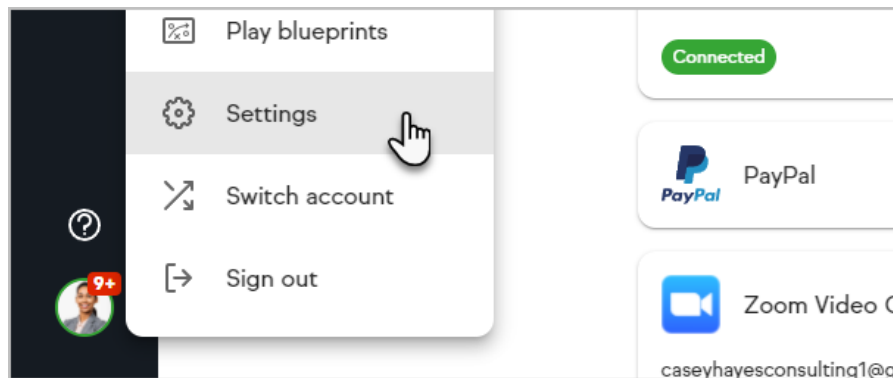 Play blueprints
Settings
Switch account
Sign out
?
9+
Connected
PayPal
PayPal
Zoom Video
caseyhayesconsulting1@